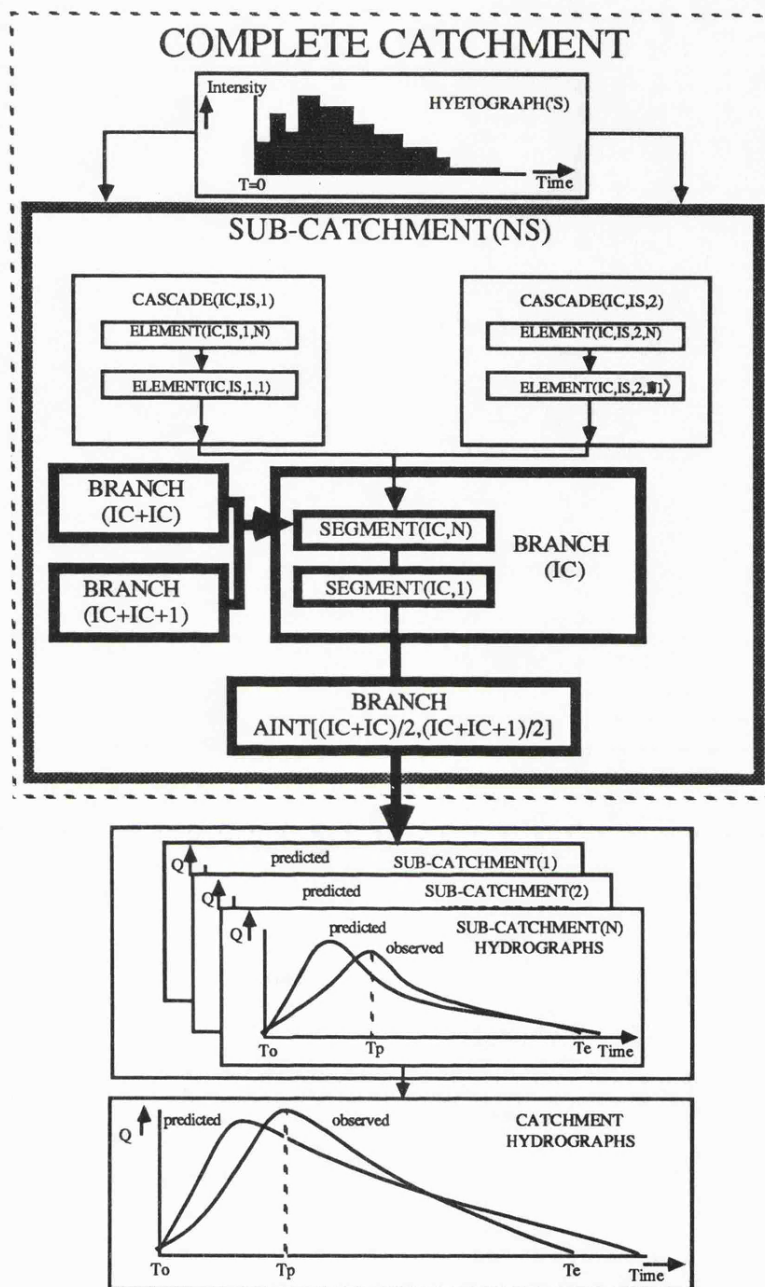 COMPLETE CATCHMENT
Intensity
HYETOGRAPH('S)
T=0
Time
SUB-CATCHMENT(NS)
CASCADE(IC,IS,1)
ELEMENT(IC,IS,1,N)
ELEMENT(IC,IS,1,1)
CASCADE(IC,IS,2)
ELEMENT(IC,IS,2,N)
ELEMENT(IC,IS,2,
BRANCH
(IC+IC)
BRANCH
(IC+IC+1)
SEGMENT(IC,N)
SEGMENT(IC,1)
BRANCH
(IC)
BRANCH
AINT[(IC+IC)/2,(IC+IC+1)/2]
Q predicted SUB-CATCHMENT(1)
Q predicted SUB-CATCHMENT(2)
Q predicted SUB-CATCHMENT(N)
observed HYDROGRAPHS
To Tp Te Time
Q predicted observed CATCHMENT
HYDROGRAPHS
To Tp Te Time